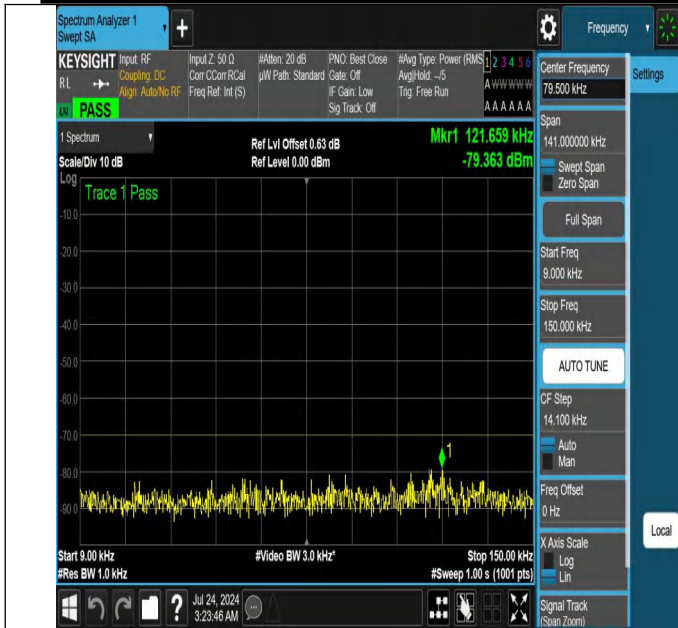 Spectrum Analyzer 1
Swept SA
Frequency
KEYSIGHT
RL
PASS
Input: RF
Coupling: DC
Align: Auto/No RF
Input Z: 50 Ω
Corr CCorr RCal
Freq Ref: Int (S)
#Atten: 20 dB
µW Path: Standard
PNO: Best Close
Gate: Off
IF Gain: Low
Sig Track: Off
#Avg Type: Power (RMS
Avg|Hold: --/5
Trig: Free Run
1 2 3 4 5 6
A W W W W W
A A A A A A
1 Spectrum
Scale/Div 10 dB
Ref Lvl Offset 0.63 dB
Ref Level 0.00 dBm
Mkr1 121.659 kHz
-79.363 dBm
Log
Trace 1 Pass
-10.0
-20.0
-30.0
-40.0
-50.0
-60.0
-70.0
-80.0
-90.0
1
Start 9.00 kHz
#Video BW 3.0 kHz*
Stop 150.00 kHz
#Res BW 1.0 kHz
#Sweep 1.00 s (1001 pts)
Jul 24, 2024
3:23:46 AM
Center Frequency
79.500 kHz
Settings
Span
141.000000 kHz
Swept Span
Zero Span
Full Span
Start Freq
9.000 kHz
Stop Freq
150.000 kHz
AUTO TUNE
CF Step
14.100 kHz
Auto
Man
Freq Offset
0 Hz
X Axis Scale
Log
Lin
Local
Signal Track
(Span Zoom)